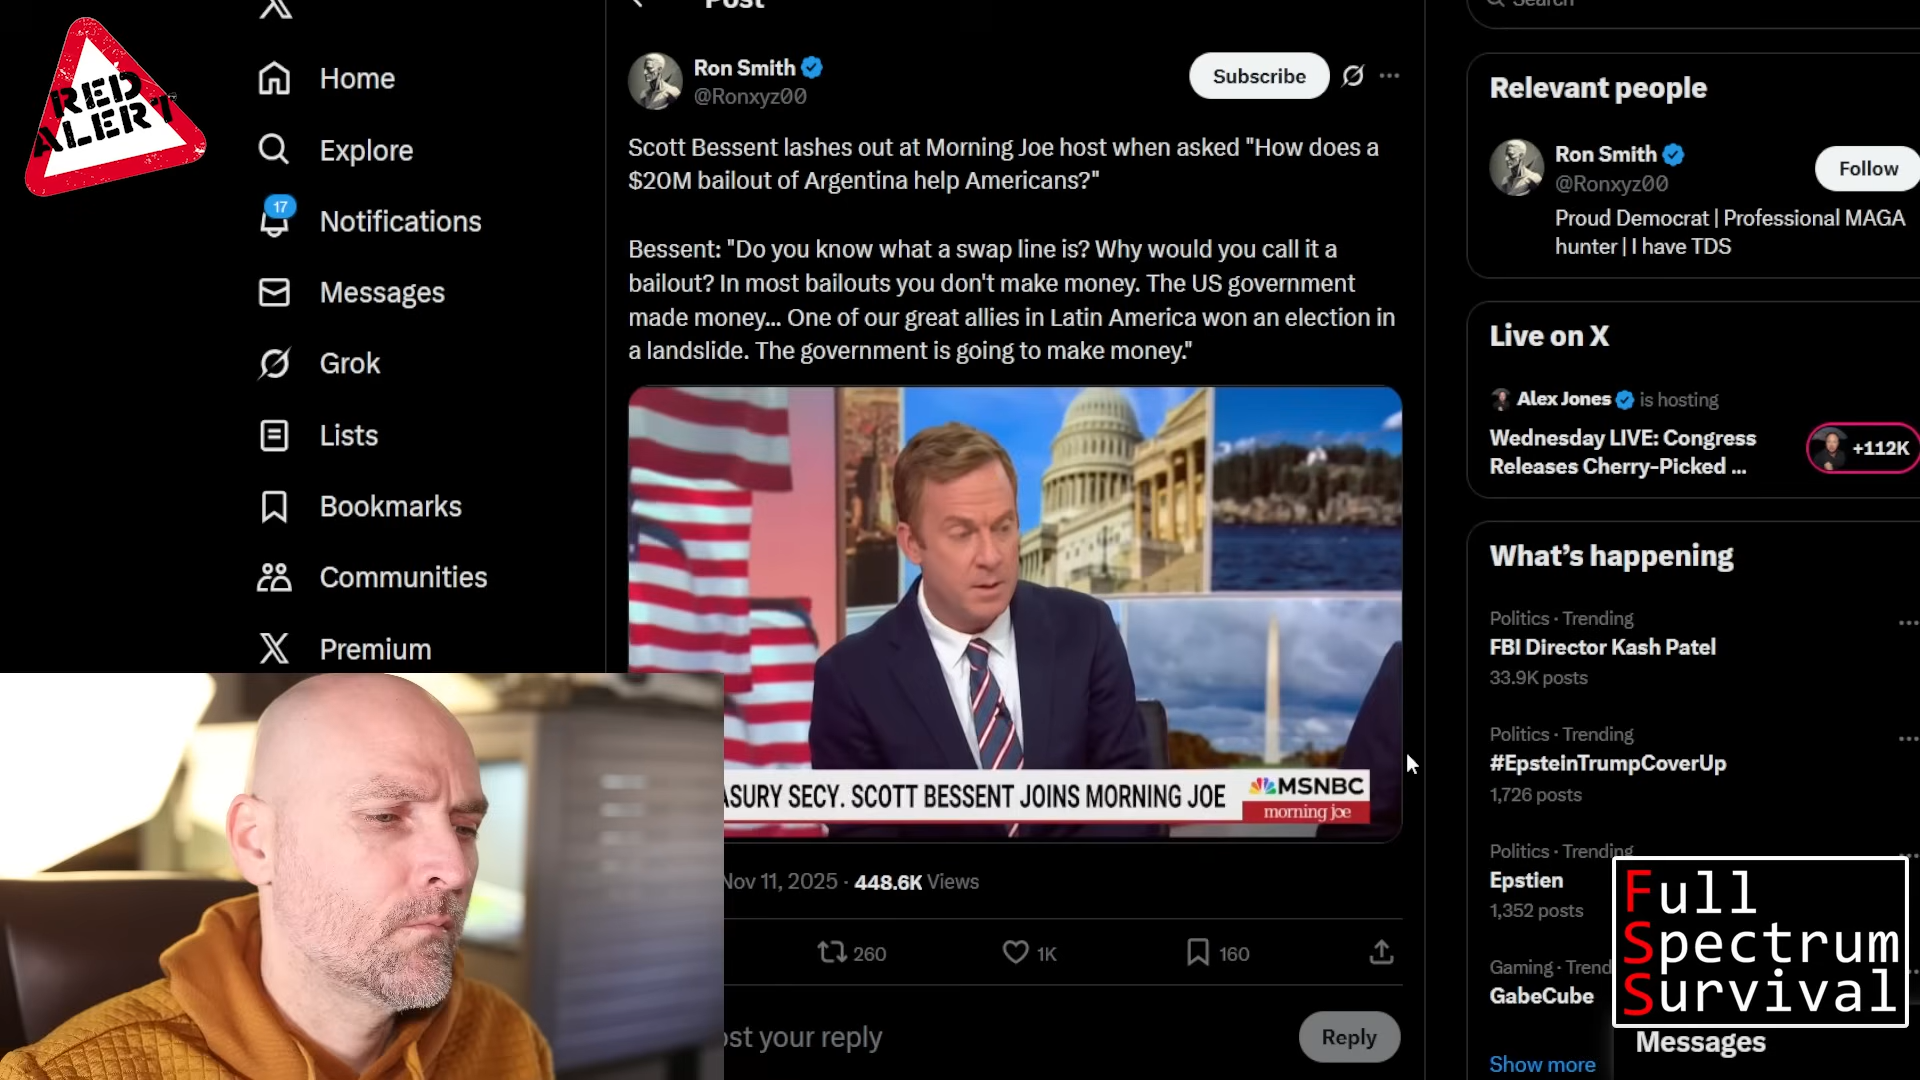 RED
ALERT
Home
Explore
17
Notifications
Messages
Grok
Lists
Bookmarks
Communities
Premium
Post
Ron Smith
@Ronxyz00
Subscribe
Scott Bessent lashes out at Morning Joe host when asked "How does a
$20M bailout of Argentina help Americans?"
Bessent: "Do you know what a swap line is? Why would you call it a
bailout? In most bailouts you don't make money. The US government
made money... One of our great allies in Latin America won an election in
a landslide. The government is going to make money."
ASURY SECY. SCOTT BESSENT JOINS MORNING JOE
MSNBC
morning joe
Nov 11, 2025 · 448.6K Views
260
1K
160
ost your reply
Reply
Search
Relevant people
Ron Smith
@Ronxyz00
Follow
Proud Democrat | Professional MAGA
hunter | I have TDS
Live on X
Alex Jones is hosting
Wednesday LIVE: Congress
Releases Cherry-Picked ...
+112K
What's happening
Politics · Trending
FBI Director Kash Patel
33.9K posts
Politics · Trending
#EpsteinTrumpCoverUp
1,726 posts
Politics · Trending
Epstien
1,352 posts
Gaming · Trend
GabeCube
Show more
Full
Spectrum
Survival
Messages